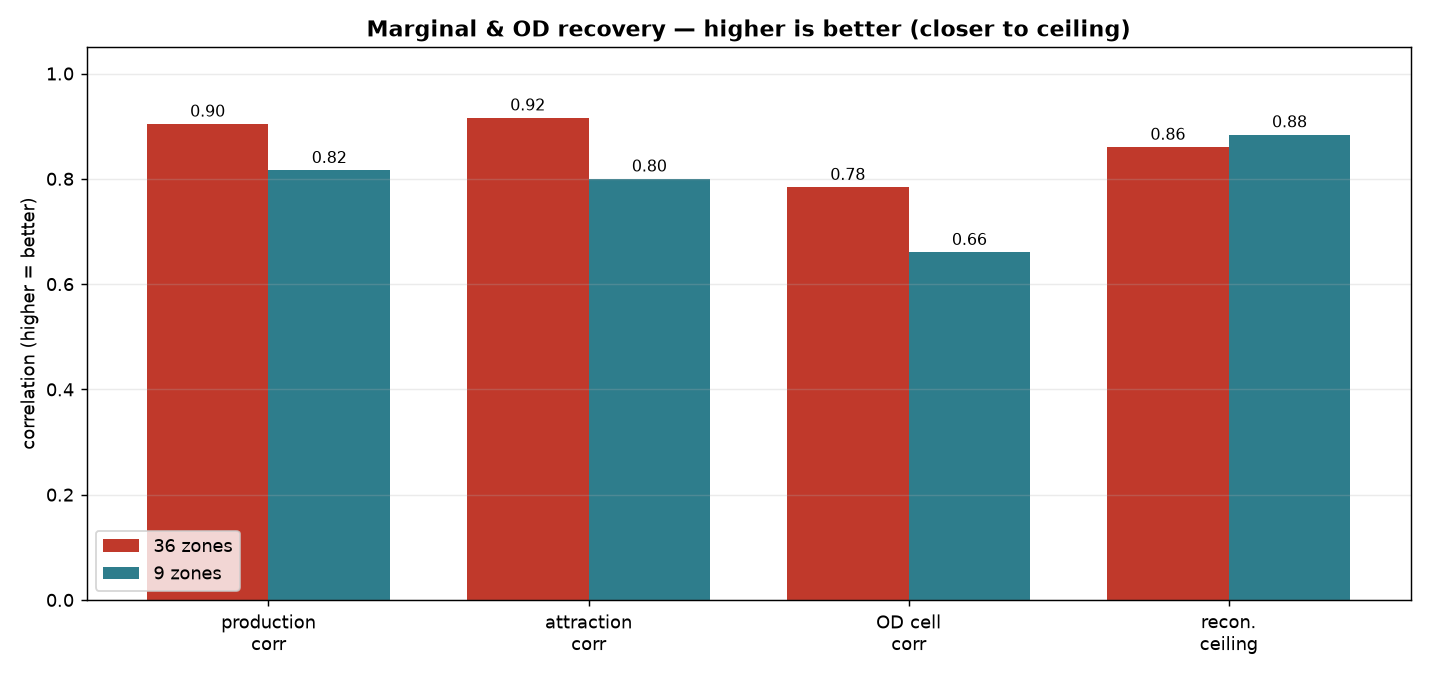 Marginal & OD recovery — higher is better (closer to ceiling)
correlation (higher = better)
1.0
0.8
0.6
0.4
0.2
0.0
0.90
0.82
0.92
0.80
0.78
0.66
0.86
0.88
36 zones
9 zones
production
corr
attraction
corr
OD cell
corr
recon.
ceiling